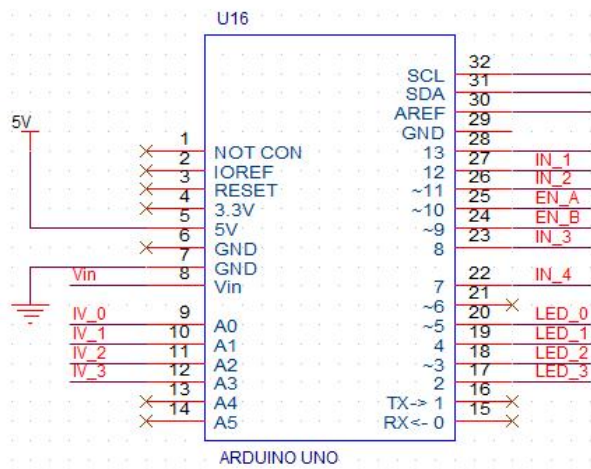 U16
5V
1 NOT CON
2 IOREF
3 RESET
4 3.3V
5 5V
6 GND
7 GND
Vin 8 Vin
IV_0 9 A0
IV_1 10 A1
IV_2 11 A2
IV_3 12 A3
13 A4
14 A5
SCL 32
SDA 31
AREF 30
GND 29
13 28
12 27 IN_1
~11 26 IN_2
~10 25 EN_A
~9 24 EN_B
8 23 IN_3
7 22 IN_4
~6 21
~5 20 LED_0
4 19 LED_1
~3 18 LED_2
2 17 LED_3
TX-> 1 16
RX<- 0 15
ARDUINO UNO